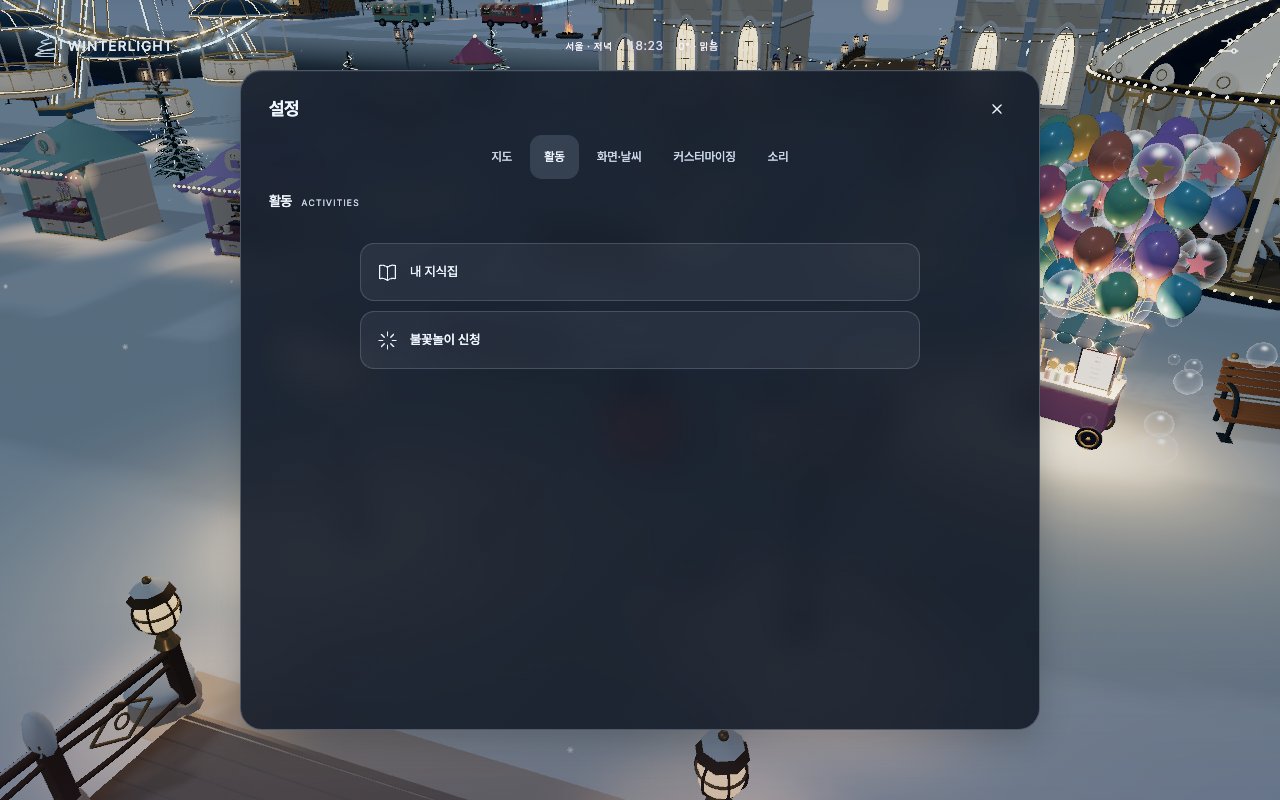 WINTERLIGHT
서울 · 저녁 18:23 맑음
설정
지도 활동 화면·날씨 커스터마이징 소리
활동 ACTIVITIES
내 지식집
불꽃놀이 신청